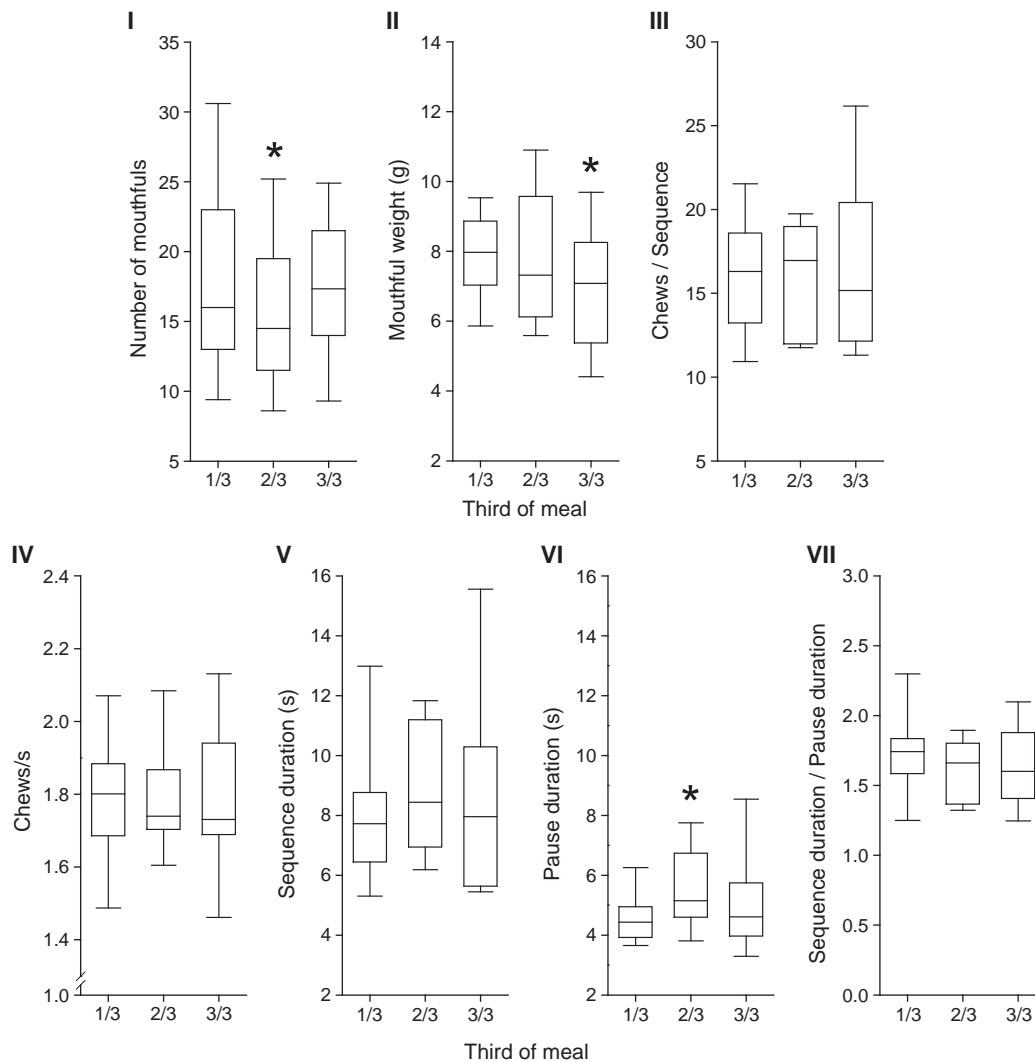 I
II
III
Number of mouthfuls
35
30
25
20
15
10
5
*
1/3 2/3 3/3
Mouthful weight (g)
14
12
10
8
6
4
2
*
1/3 2/3 3/3
Chews / Sequence
30
25
20
15
10
5
1/3 2/3 3/3
Third of meal
IV
V
VI
VII
Chews/s
2.4
2.2
2.0
1.8
1.6
1.4
1.0
1/3 2/3 3/3
Sequence duration (s)
16
14
12
10
8
6
4
2
1/3 2/3 3/3
Pause duration (s)
16
14
12
10
8
6
4
2
*
1/3 2/3 3/3
Sequence duration / Pause duration
3.0
2.5
2.0
1.5
1.0
0.5
0.0
1/3 2/3 3/3
Third of meal